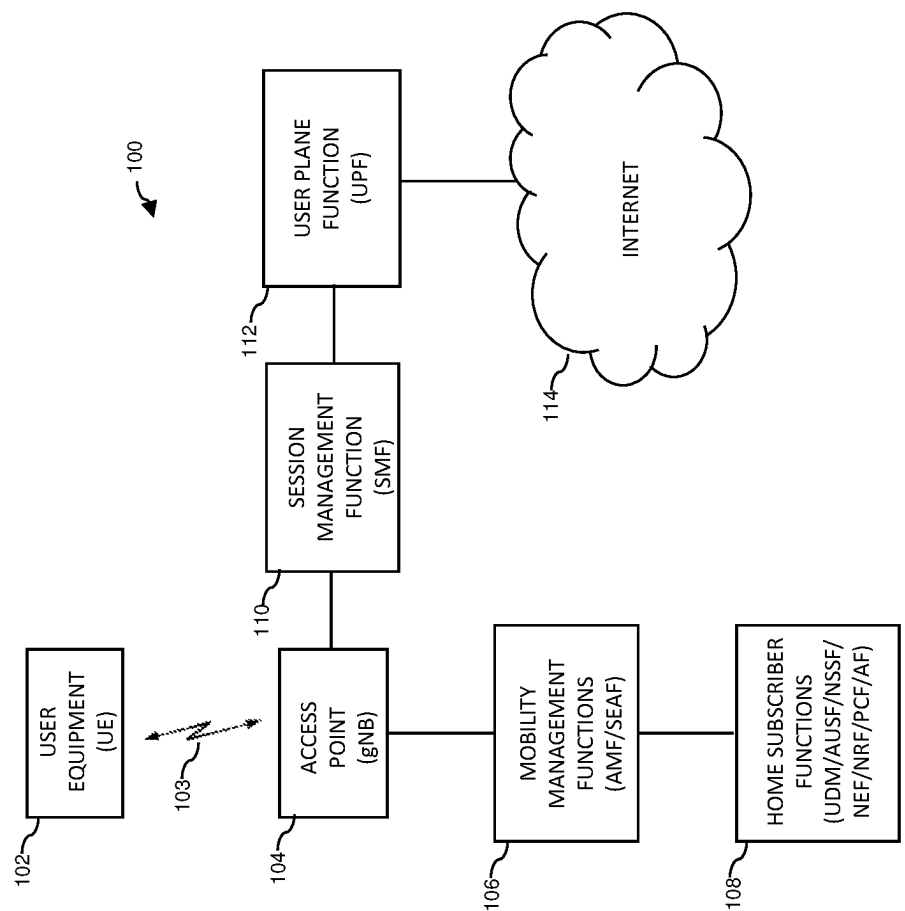 100
102
USER
EQUIPMENT
(UE)
103
104
ACCESS
POINT
(gNB)
110
SESSION
MANAGEMENT
FUNCTION
(SMF)
112
USER PLANE
FUNCTION
(UPF)
106
MOBILITY
MANAGEMENT
FUNCTIONS
(AMF/SEAF)
114
INTERNET
108
HOME SUBSCRIBER
FUNCTIONS
(UDM/AUSF/NSSF/
NEF/NRF/PCF/AF)